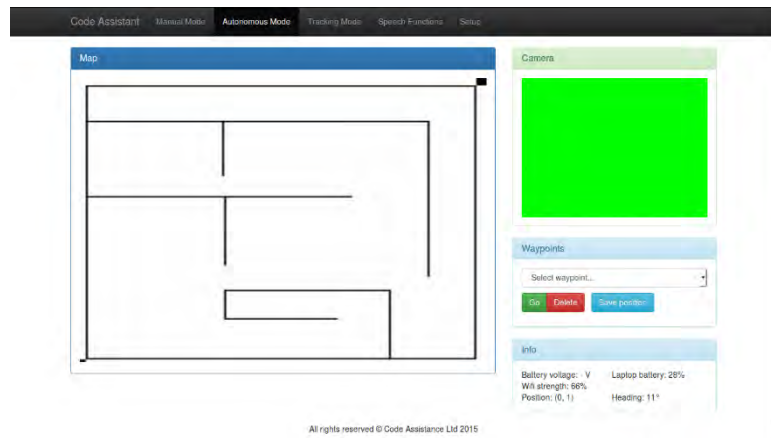 Code Assistant Manual Mode Autonomous Mode Tracking Mode Speech Functions Setup
Map
Camera
Waypoints
Select waypoint...
Go Delete Save position
Info
Battery voltage: - V Laptop battery: 28%
Wifi strength: 66%
Position: (0, 1) Heading: 11°
All rights reserved © Code Assistance Ltd 2015